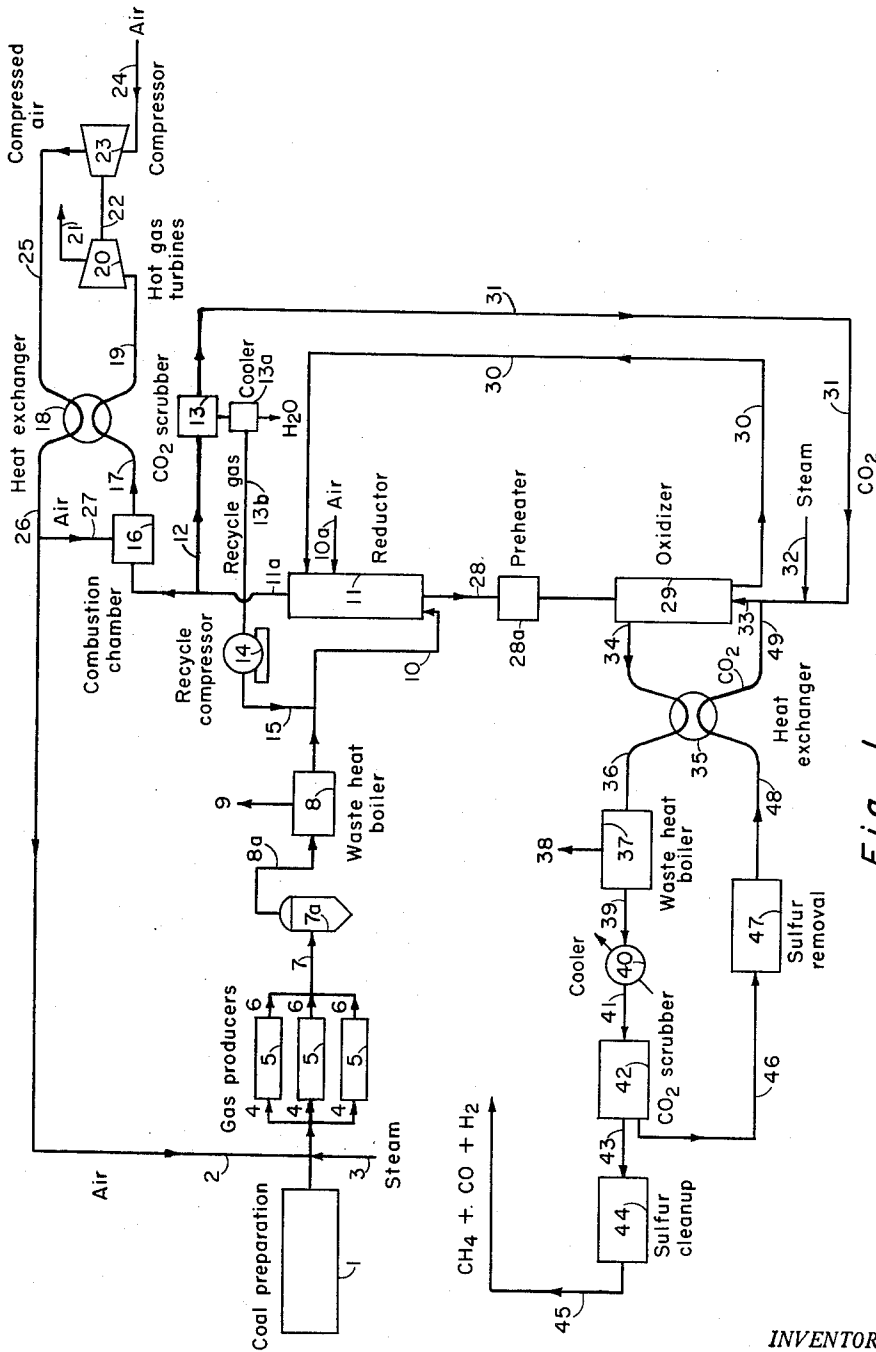 Air
24
Compressed
air
23
Compressor
25
21
22
20
Hot gas
turbines
Heat exchanger
18
19
26
Air
17
27
16
Combustion
chamber
CO2 scrubber
13
Cooler
13a
H2O
12
Recycle gas
13b
31
30
Air
10a
11a
Reductor
11
Recycle
compressor
14
15
10
28
Preheater
28a
Oxidizer
29
30
31
CO2
Steam
32
33
34
49
CO2
Heat
exchanger
35
36
48
Air
2
Steam
3
Coal preparation
1
Gas producers
4
4
4
5
5
5
6
6
6
7
7a
8a
9
8
Waste heat
boiler
38
37
Waste heat
boiler
39
Cooler
40
41
42
CO2 scrubber
43
44
Sulfur
cleanup
45
CH4 + CO + H2
46
47
Sulfur
removal
INVENTOR